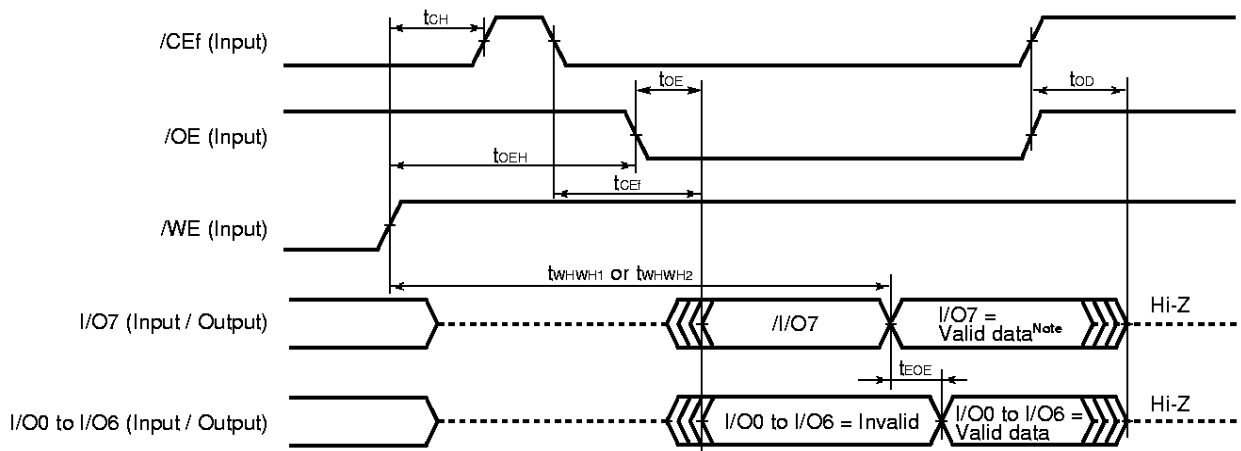 tCH
/CEf (Input)
tOE
tOD
/OE (Input)
tOEH
tCEf
/WE (Input)
tWHWH1 or tWHWH2
I/O7 (Input / Output)
/I/O7
I/O7 =
Valid dataNote
Hi-Z
tEOE
I/O0 to I/O6 (Input / Output)
I/O0 to I/O6 = Invalid
I/O0 to I/O6 =
Valid data
Hi-Z